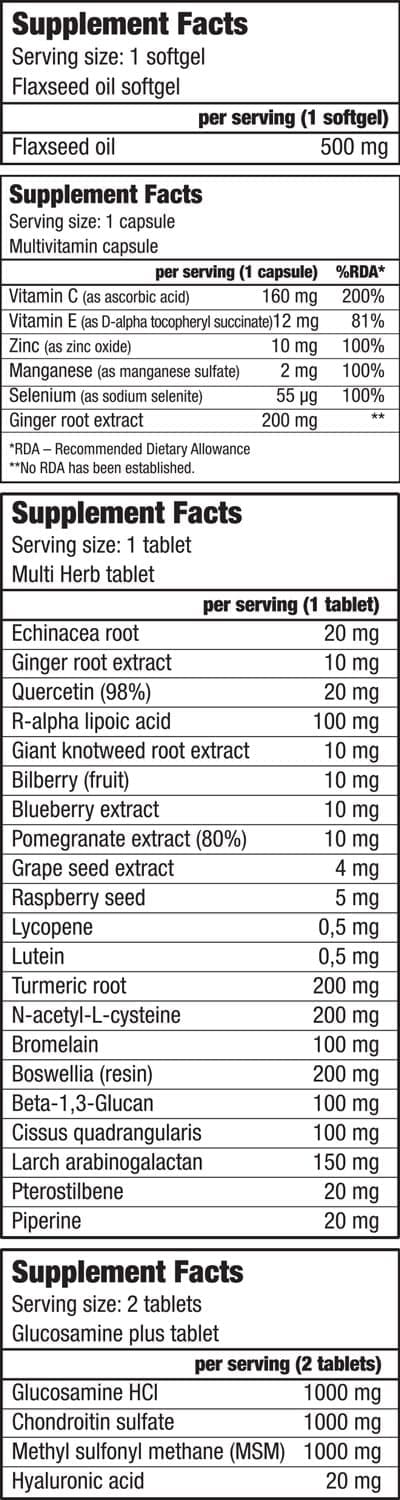 Supplement Facts
Serving size: 1 softgel
Flaxseed oil softgel
per serving (1 softgel)
Flaxseed oil 500 mg
Supplement Facts
Serving size: 1 capsule
Multivitamin capsule
per serving (1 capsule) %RDA*
Vitamin C (as ascorbic acid) 160 mg 200%
Vitamin E (as D-alpha tocopheryl succinate)12 mg 81%
Zinc (as zinc oxide) 10 mg 100%
Manganese (as manganese sulfate) 2 mg 100%
Selenium (as sodium selenite) 55 µg 100%
Ginger root extract 200 mg **
*RDA – Recommended Dietary Allowance
**No RDA has been established.
Supplement Facts
Serving size: 1 tablet
Multi Herb tablet
per serving (1 tablet)
Echinacea root 20 mg
Ginger root extract 10 mg
Quercetin (98%) 20 mg
R-alpha lipoic acid 100 mg
Giant knotweed root extract 10 mg
Bilberry (fruit) 10 mg
Blueberry extract 10 mg
Pomegranate extract (80%) 10 mg
Grape seed extract 4 mg
Raspberry seed 5 mg
Lycopene 0,5 mg
Lutein 0,5 mg
Turmeric root 200 mg
N-acetyl-L-cysteine 200 mg
Bromelain 100 mg
Boswellia (resin) 200 mg
Beta-1,3-Glucan 100 mg
Cissus quadrangularis 100 mg
Larch arabinogalactan 150 mg
Pterostilbene 20 mg
Piperine 20 mg
Supplement Facts
Serving size: 2 tablets
Glucosamine plus tablet
per serving (2 tablets)
Glucosamine HCl 1000 mg
Chondroitin sulfate 1000 mg
Methyl sulfonyl methane (MSM) 1000 mg
Hyaluronic acid 20 mg